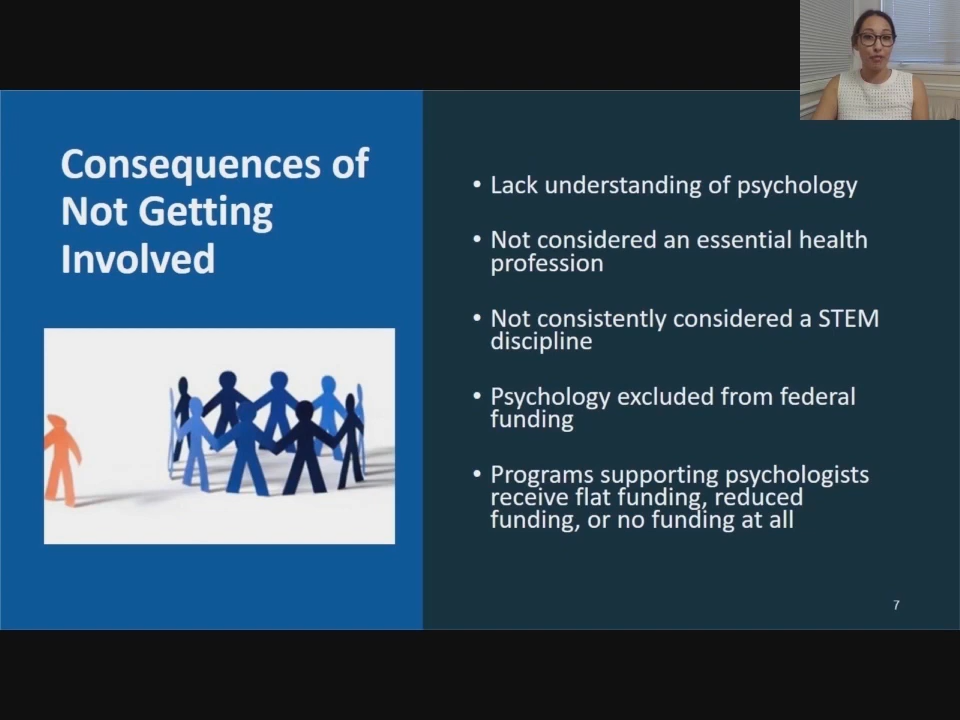 Consequences of
Not Getting
Involved
• Lack understanding of psychology
• Not considered an essential health
profession
• Not consistently considered a STEM
discipline
• Psychology excluded from federal
funding
• Programs supporting psychologists
receive flat funding, reduced
funding, or no funding at all
7